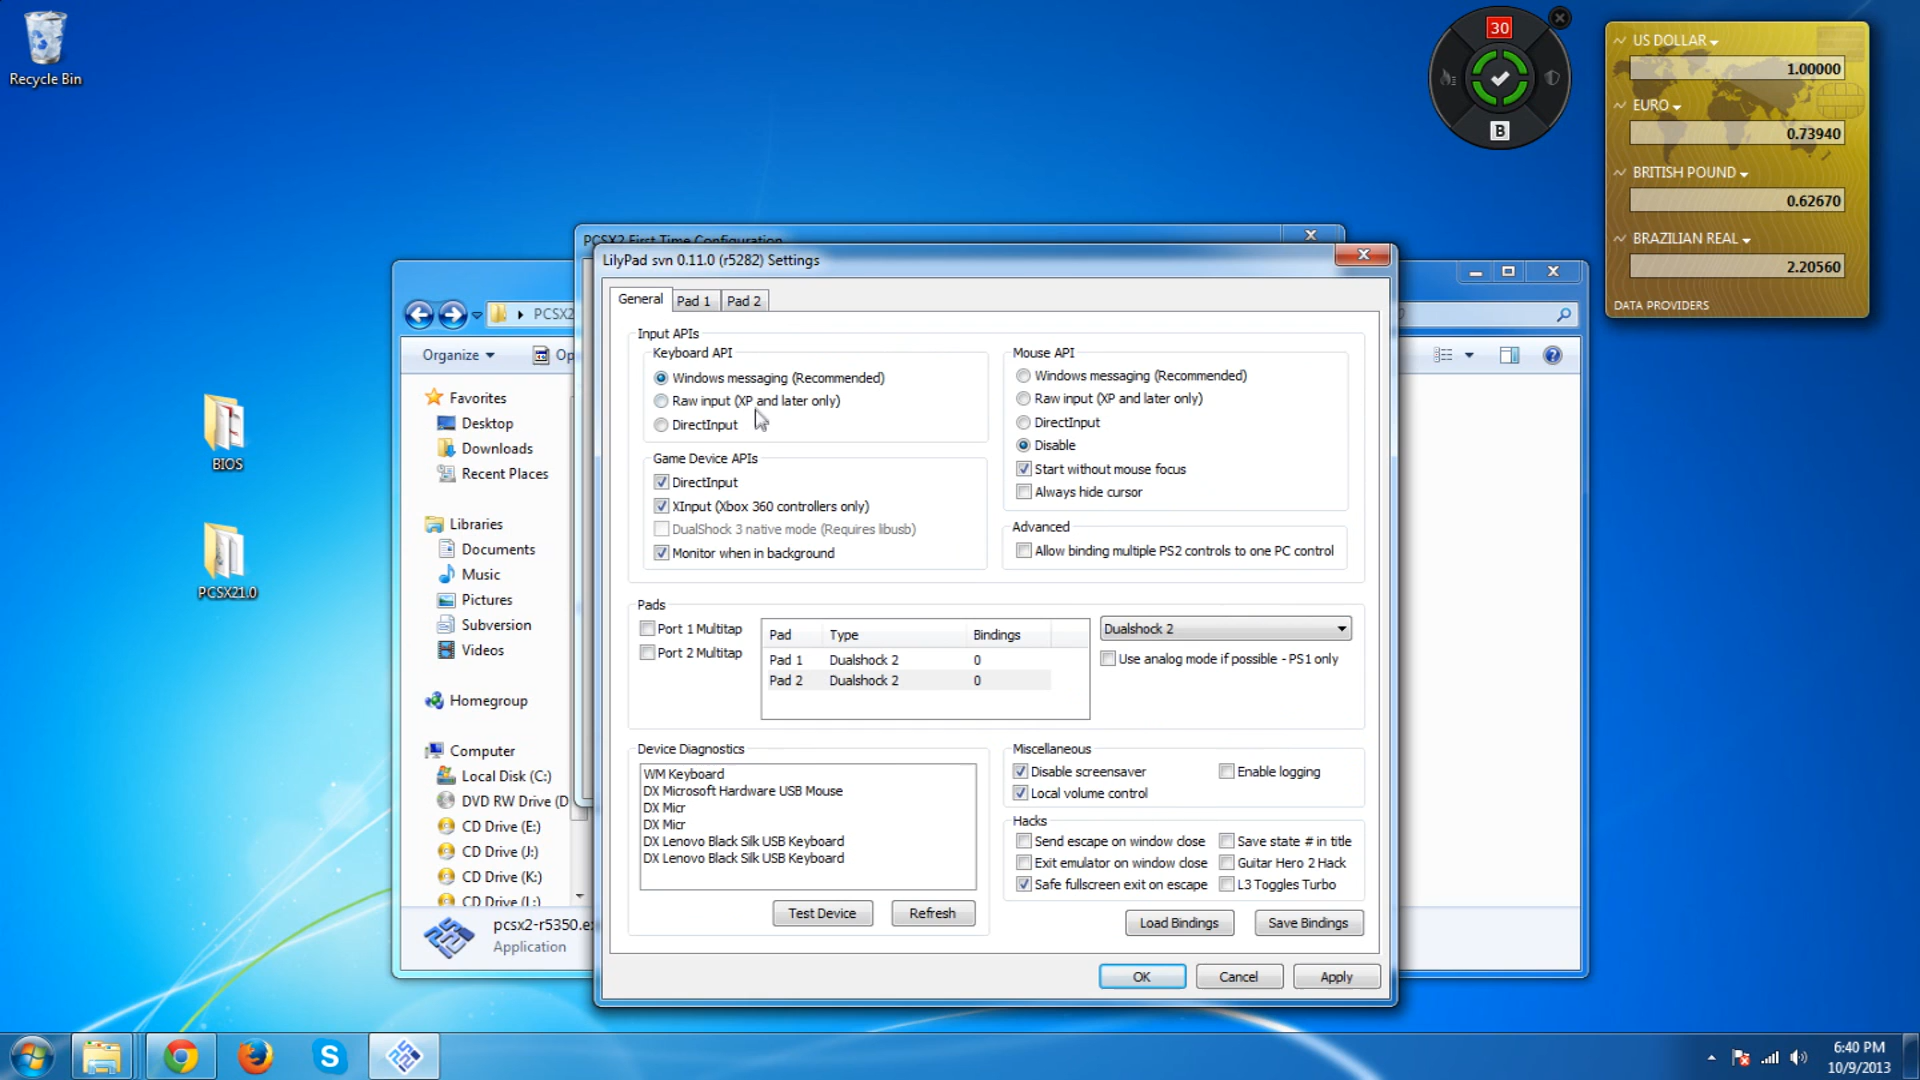 Recycle Bin
BIOS
PCSX21.0
30
B
US DOLLAR
1.00000
EURO
0.73940
BRITISH POUND
0.62670
BRAZILIAN REAL
2.20560
DATA PROVIDERS
PCSX2 First Time Configuration
PCSX2
Organize
Op
Favorites
Desktop
Downloads
Recent Places
Libraries
Documents
Music
Pictures
Subversion
Videos
Homegroup
Computer
Local Disk (C:)
DVD RW Drive (D
CD Drive (E:)
CD Drive (J:)
CD Drive (K:)
CD Drive (L:)
pcsx2-r5350.ex
Application
LilyPad svn 0.11.0 (r5282) Settings
General
Pad 1
Pad 2
Input APIs
Keyboard API
Windows messaging (Recommended)
Raw input (XP and later only)
DirectInput
Mouse API
Windows messaging (Recommended)
Raw input (XP and later only)
DirectInput
Disable
Start without mouse focus
Always hide cursor
Game Device APIs
DirectInput
XInput (Xbox 360 controllers only)
DualShock 3 native mode (Requires libusb)
Monitor when in background
Advanced
Allow binding multiple PS2 controls to one PC control
Pads
Port 1 Multitap
Port 2 Multitap
Pad Type Bindings
Pad 1 Dualshock 2 0
Pad 2 Dualshock 2 0
Dualshock 2
Use analog mode if possible - PS1 only
Device Diagnostics
WM Keyboard
DX Microsoft Hardware USB Mouse
DX Micr
DX Micr
DX Lenovo Black Silk USB Keyboard
DX Lenovo Black Silk USB Keyboard
Test Device
Refresh
Miscellaneous
Disable screensaver
Enable logging
Local volume control
Hacks
Send escape on window close
Save state # in title
Exit emulator on window close
Guitar Hero 2 Hack
Safe fullscreen exit on escape
L3 Toggles Turbo
Load Bindings
Save Bindings
OK
Cancel
Apply
6:40 PM
10/9/2013